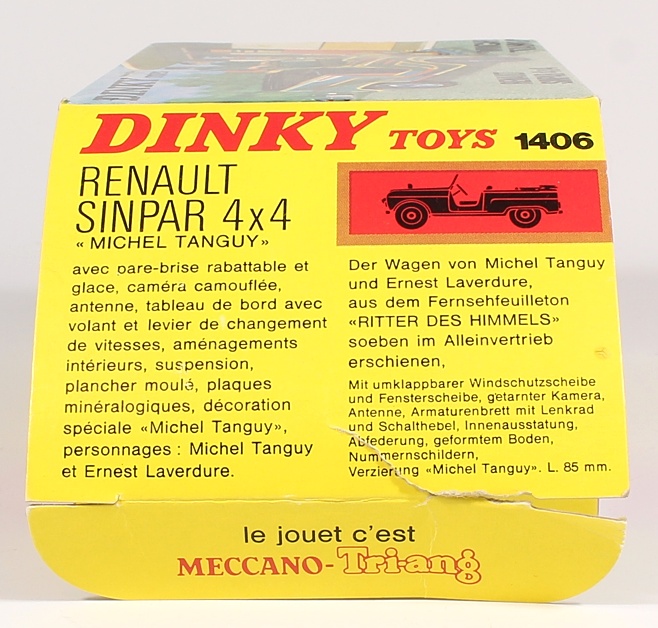 DINKY TOYS 1406
RENAULT
SINPAR 4x4
« MICHEL TANGUY»
avec pare-brise rabattable et
glace, caméra camouflée,
antenne, tableau de bord avec
volant et levier de changement
de vitesses, aménagements
intérieurs, suspension,
plancher moulé, plaques
minéralogiques, décoration
spéciale «Michel Tanguy»,
personnages : Michel Tanguy
et Ernest Laverdure.
Der Wagen von Michel Tanguy
und Ernest Laverdure,
aus dem Fernsehfeuilleton
«RITTER DES HIMMELS»
soeben im Alleinvertrieb
erschienen,
Mit umklappbarer Windschutzscheibe
und Fensterscheibe, getarnter Kamera,
Antenne, Armaturenbrett mit Lenkrad
und Schalthebel, Innenausstattung,
Abfederung, geformtem Boden,
Nummernschildern,
Verzierung «Michel Tanguy». L. 85 mm.
le jouet c'est
MECCANO-Tri-ang